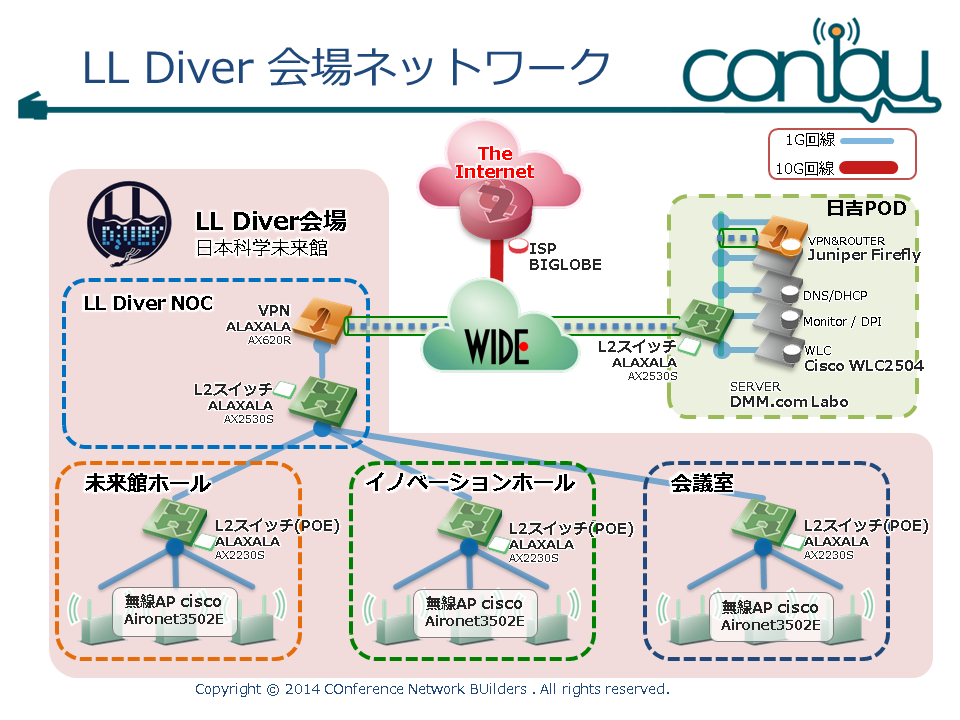 LL Diver 会場ネットワーク
conbu
1G回線
10G回線
The
Internet
ISP
BIGLOBE
WIDE
Diver
LL Diver会場
日本科学未来館
LL Diver NOC
VPN
ALAXALA
AX620R
L2スイッチ
ALAXALA
AX2530S
日吉POD
VPN&ROUTER
Juniper Firefly
DNS/DHCP
Monitor / DPI
WLC
Cisco WLC2504
SERVER
DMM.com Labo
L2スイッチ
ALAXALA
AX2530S
未来館ホール
L2スイッチ(POE)
ALAXALA
AX2230S
無線AP cisco
Aironet3502E
イノベーションホール
L2スイッチ(POE)
ALAXALA
AX2230S
無線AP cisco
Aironet3502E
会議室
L2スイッチ(POE)
ALAXALA
AX2230S
無線AP cisco
Aironet3502E
Copyright © 2014 COnference Network BUilders . All rights reserved.